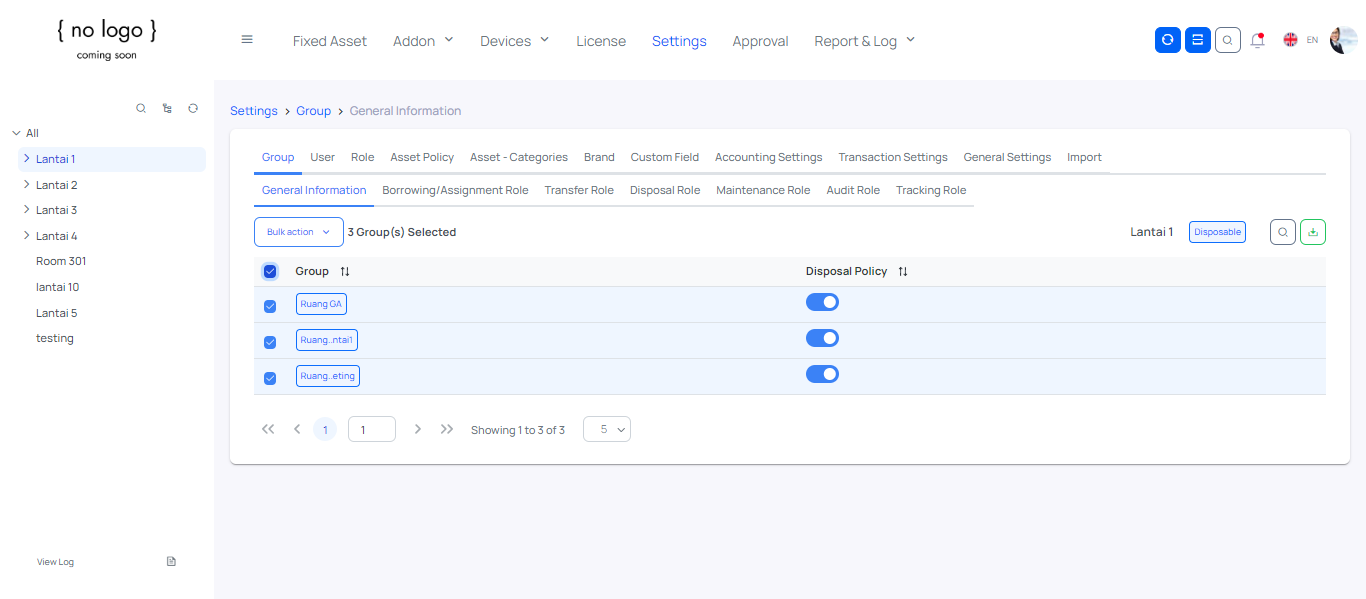 { no logo }
coming soon
Fixed Asset Addon Devices License Settings Approval Report & Log EN
All
Lantai 1
Lantai 2
Lantai 3
Lantai 4
Room 301
lantai 10
Lantai 5
testing
View Log
Settings > Group > General Information
Group User Role Asset Policy Asset - Categories Brand Custom Field Accounting Settings Transaction Settings General Settings Import
General Information Borrowing/Assignment Role Transfer Role Disposal Role Maintenance Role Audit Role Tracking Role
Bulk action 3 Group(s) Selected Lantai 1 Disposable
Group Disposal Policy
Ruang GA
Ruang..ntai1
Ruang..eting
1 1 Showing 1 to 3 of 3 5